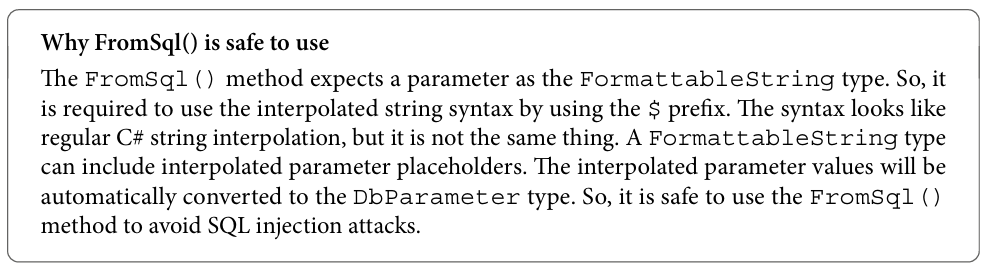 Why FromSql() is safe to use
The FromSql() method expects a parameter as the FormattableString type. So, it
is required to use the interpolated string syntax by using the $ prefix. The syntax looks like
regular C# string interpolation, but it is not the same thing. A FormattableString type
can include interpolated parameter placeholders. The interpolated parameter values will be
automatically converted to the DbParameter type. So, it is safe to use the FromSql()
method to avoid SQL injection attacks.